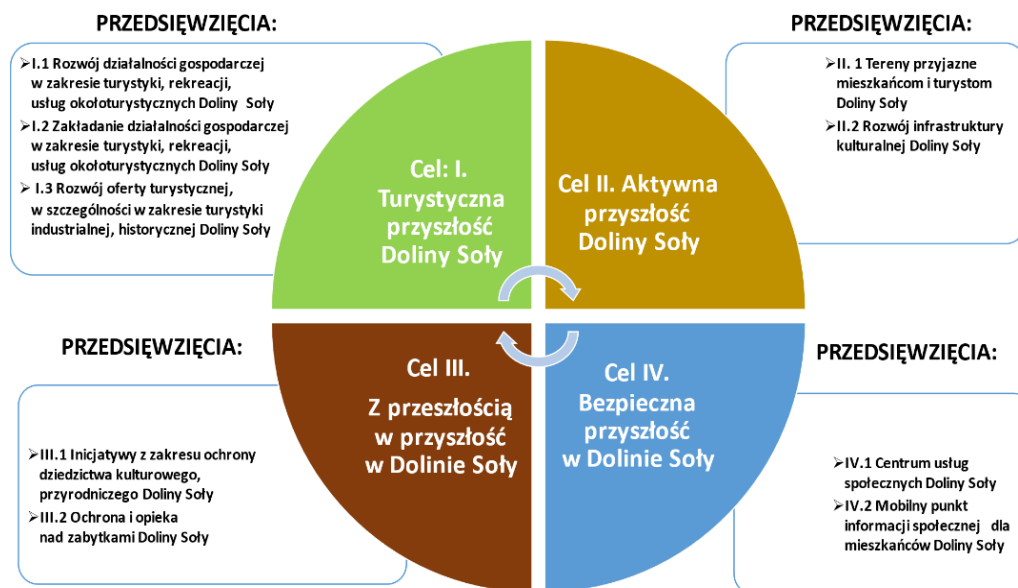 PRZEDSIĘWZIĘCIA:
➢I.1 Rozwój działalności gospodarczej
w zakresie turystyki, rekreacji,
usług okołoturystycznych Doliny Soły
➢I.2 Zakładanie działalności gospodarczej
w zakresie turystyki, rekreacji,
usług okołoturystycznych Doliny Soły
➢ I.3 Rozwój oferty turystycznej,
w szczególności w zakresie turystyki
industrialnej, historycznej Doliny Soły
Cel: I.
Turystyczna
przyszłość
Doliny Soły
PRZEDSIĘWZIĘCIA:
➢II. 1 Tereny przyjazne
mieszkańcom i turystom
Doliny Soły
➢II.2 Rozwój infrastruktury
kulturalnej Doliny Soły
Cel II. Aktywna
przyszłość
Doliny Soły
PRZEDSIĘWZIĘCIA:
➢III.1 Inicjatywy z zakresu ochrony
dziedzictwa kulturowego,
przyrodniczego Doliny Soły
➢III.2 Ochrona i opieka
nad zabytkami Doliny Soły
Cel III.
Z przeszłością
w przyszłość
w Dolinie Soły
Cel IV.
Bezpieczna
przyszłość
w Dolinie Soły
PRZEDSIĘWZIĘCIA:
➢IV.1 Centrum usług
społecznych Doliny Soły
➢IV.2 Mobilny punkt
informacji społecznej dla
mieszkańców Doliny Soły